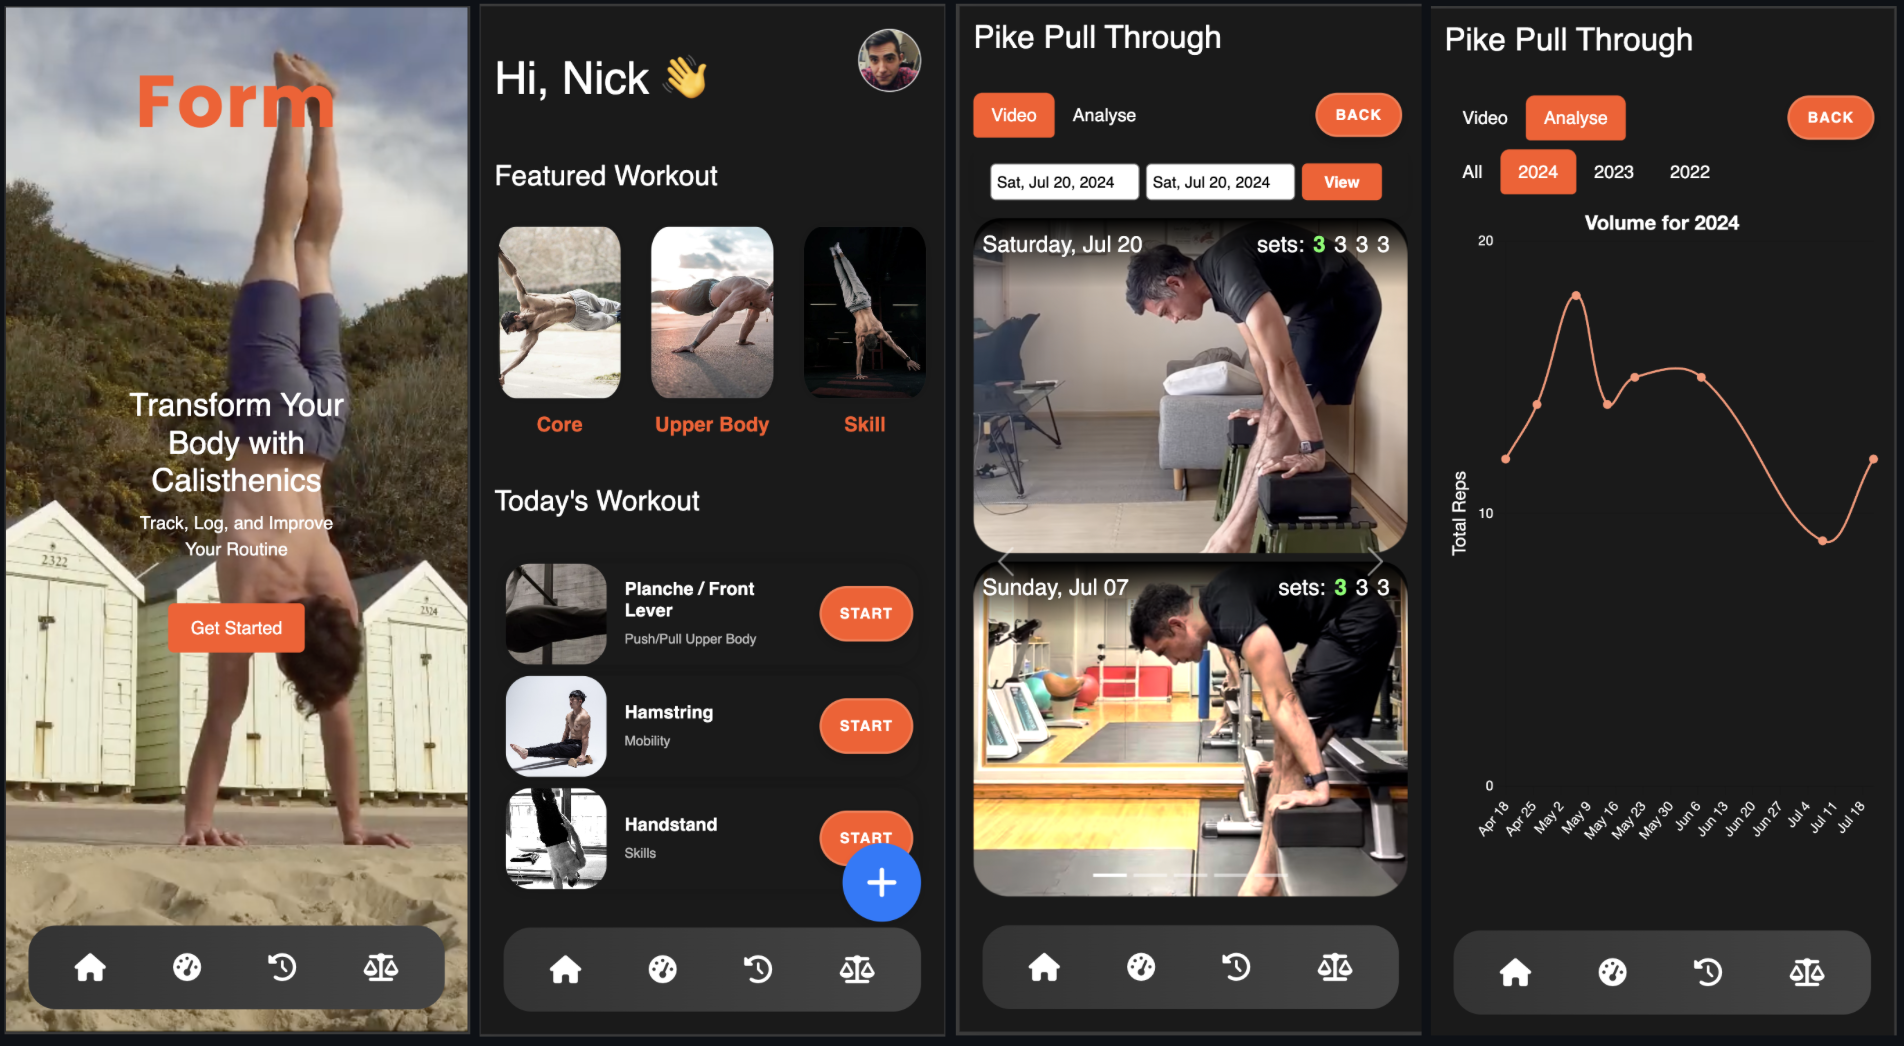 Form
Transform Your
Body with
Calisthenics
Track, Log, and Improve
Your Routine
Get Started
2322
2324
Hi, Nick 👋
Featured Workout
Core
Upper Body
Skill
Today's Workout
Planche / Front
Lever
Push/Pull Upper Body
START
Hamstring
Mobility
START
Handstand
Skills
START
+
Pike Pull Through
Video Analyse BACK
Sat, Jul 20, 2024 Sat, Jul 20, 2024 View
Saturday, Jul 20 sets: 3 3 3 3
Sunday, Jul 07 sets: 3 3 3
Pike Pull Through
Video Analyse BACK
All 2024 2023 2022
Volume for 2024
20
10
0
Total Reps
Apr 18 Apr 25 May 2 May 9 May 16 May 23 May 30 Jun 6 Jun 13 Jun 20 Jun 27 Jul 4 Jul 11 Jul 18